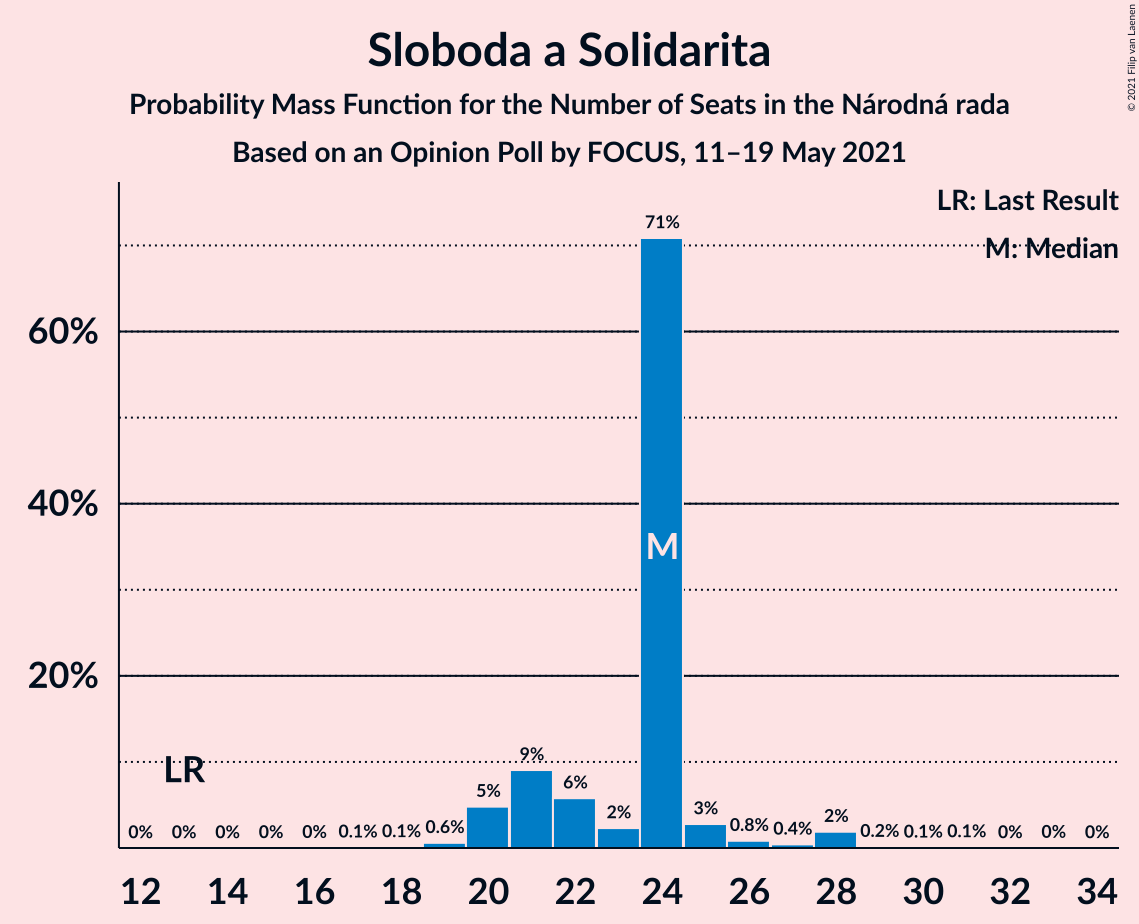 Sloboda a Solidarita
Probability Mass Function for the Number of Seats in the Národná rada
Based on an Opinion Poll by FOCUS, 11–19 May 2021
© 2021 Filip van Laenen
LR: Last Result
M: Median
71%
60%
40%
M
20%
LR
0% 0% 0% 0% 0% 0.1% 0.1% 0.6% 5% 9% 6% 2% 3% 0.8% 0.4% 2% 0.2% 0.1% 0.1% 0% 0% 0%
12 14 16 18 20 22 24 26 28 30 32 34